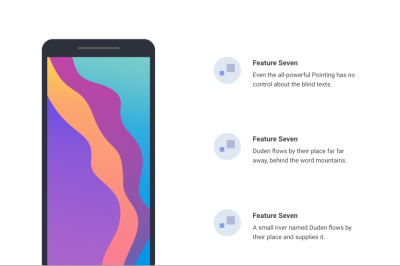 Feature Seven
Even the all-powerful Pointing has no
control about the blind texts.
Feature Seven
Duden flows by their place far far
away, behind the word mountains.
Feature Seven
A small river named Duden flows by
their place and supplies it.